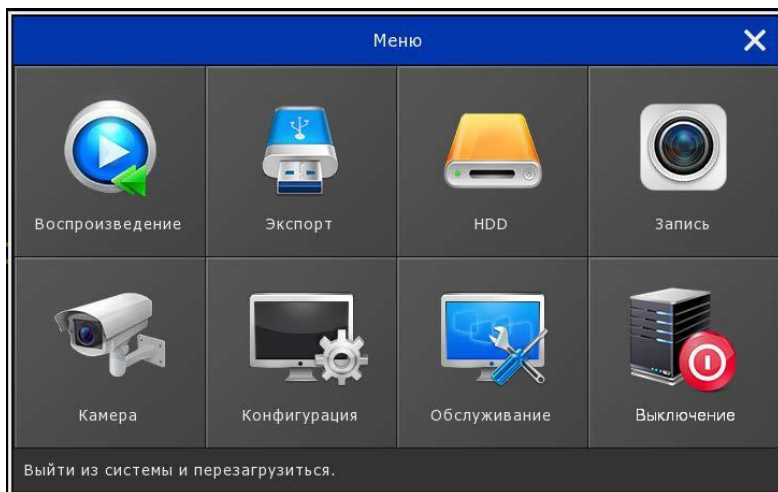 Меню
Воспроизведение
Экспорт
HDD
Запись
Камера
Конфигурация
Обслуживание
Выключение
Выйти из системы и перезагрузиться.